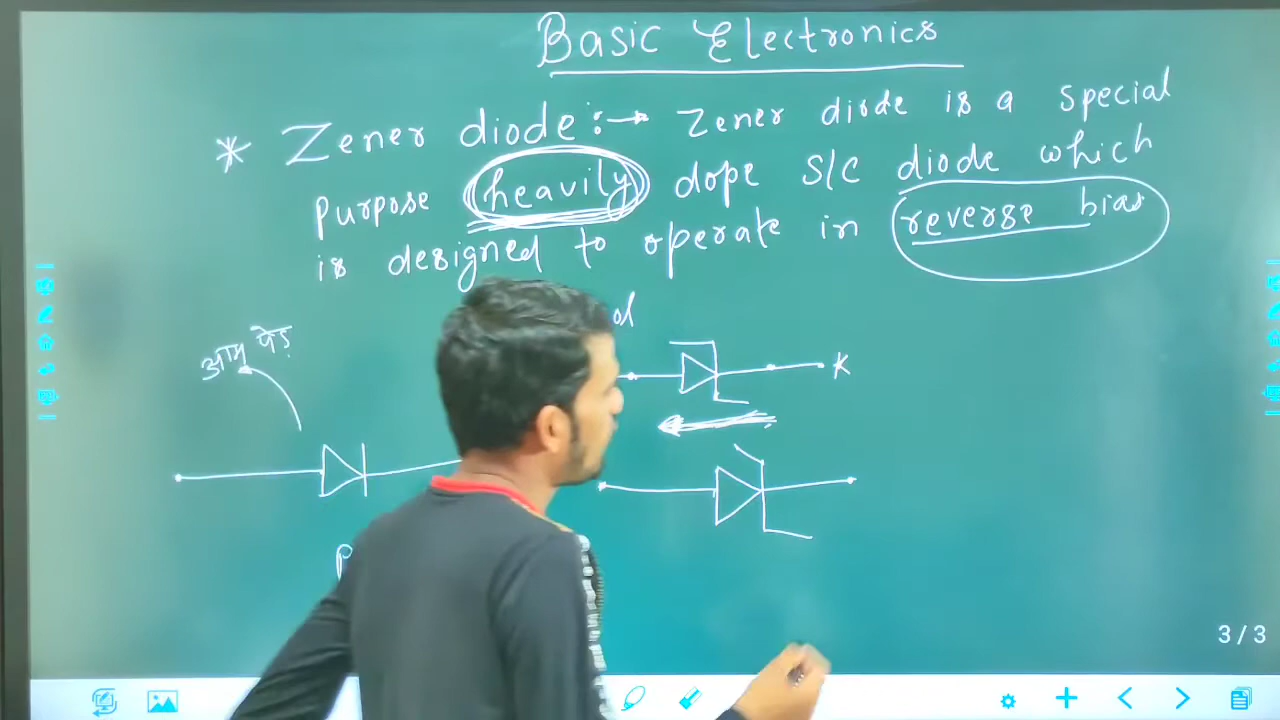 Basic Electronics
* Zener diode:→ Zener diode is a special
purpose heavily dope S/C diode which
is designed to operate in reverse bias
K
3/3